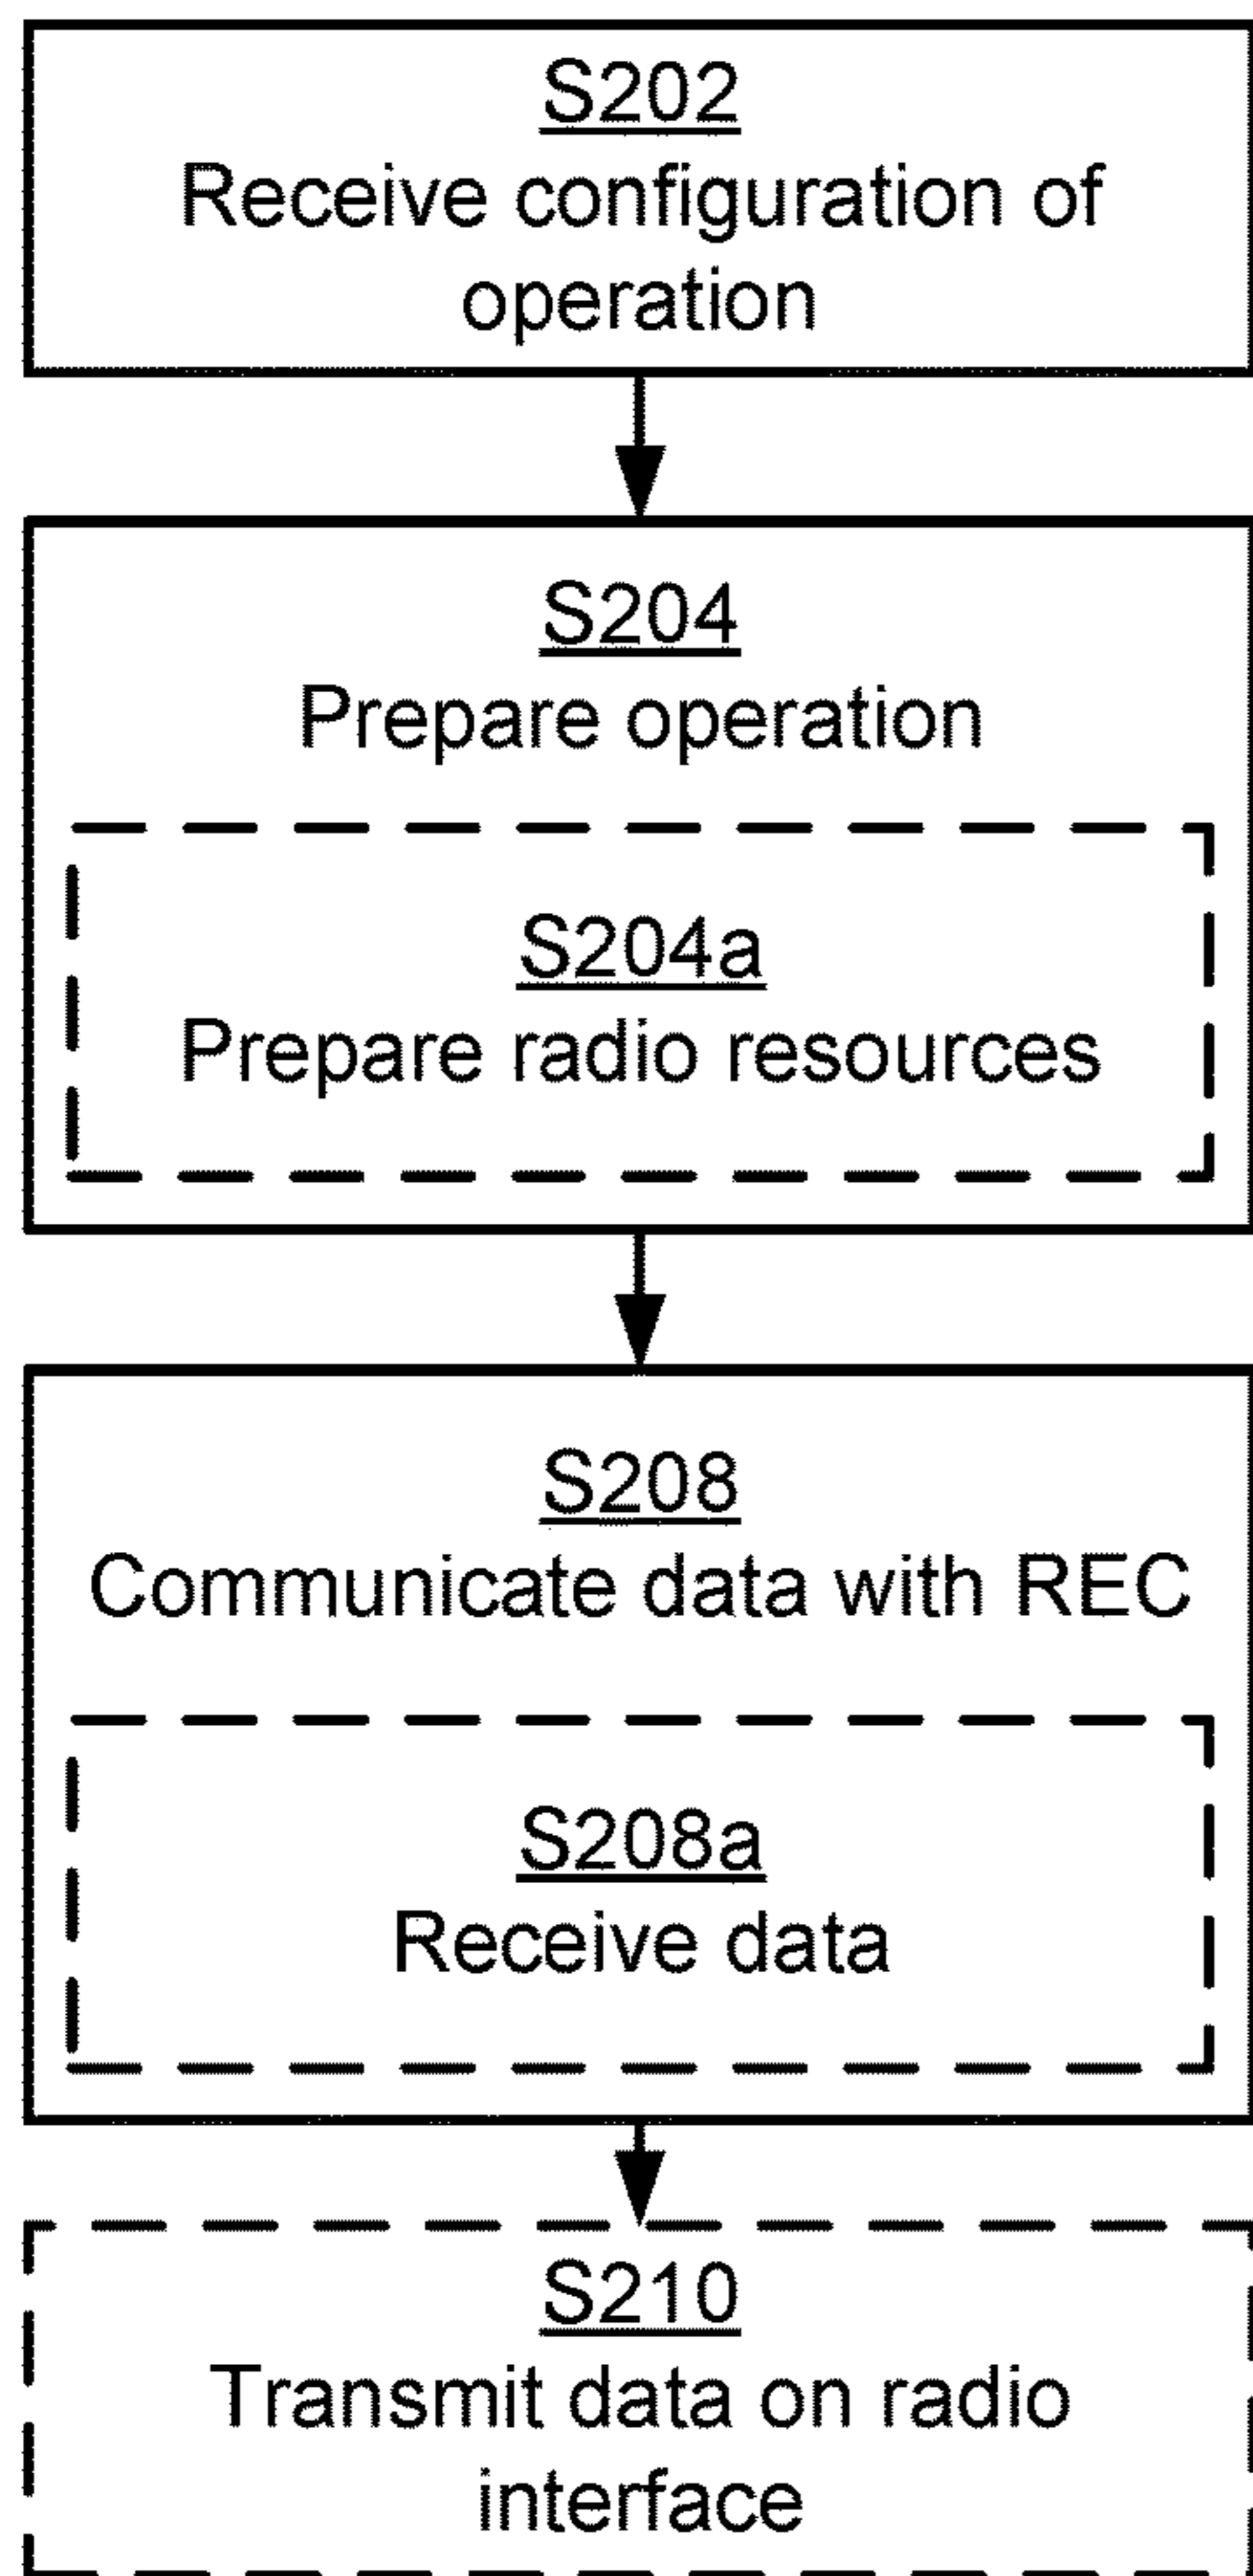 S202
Receive configuration of
operation
S204
Prepare operation
S204a
Prepare radio resources
S208
Communicate data with REC
S208a
Receive data
S210
Transmit data on radio
interface